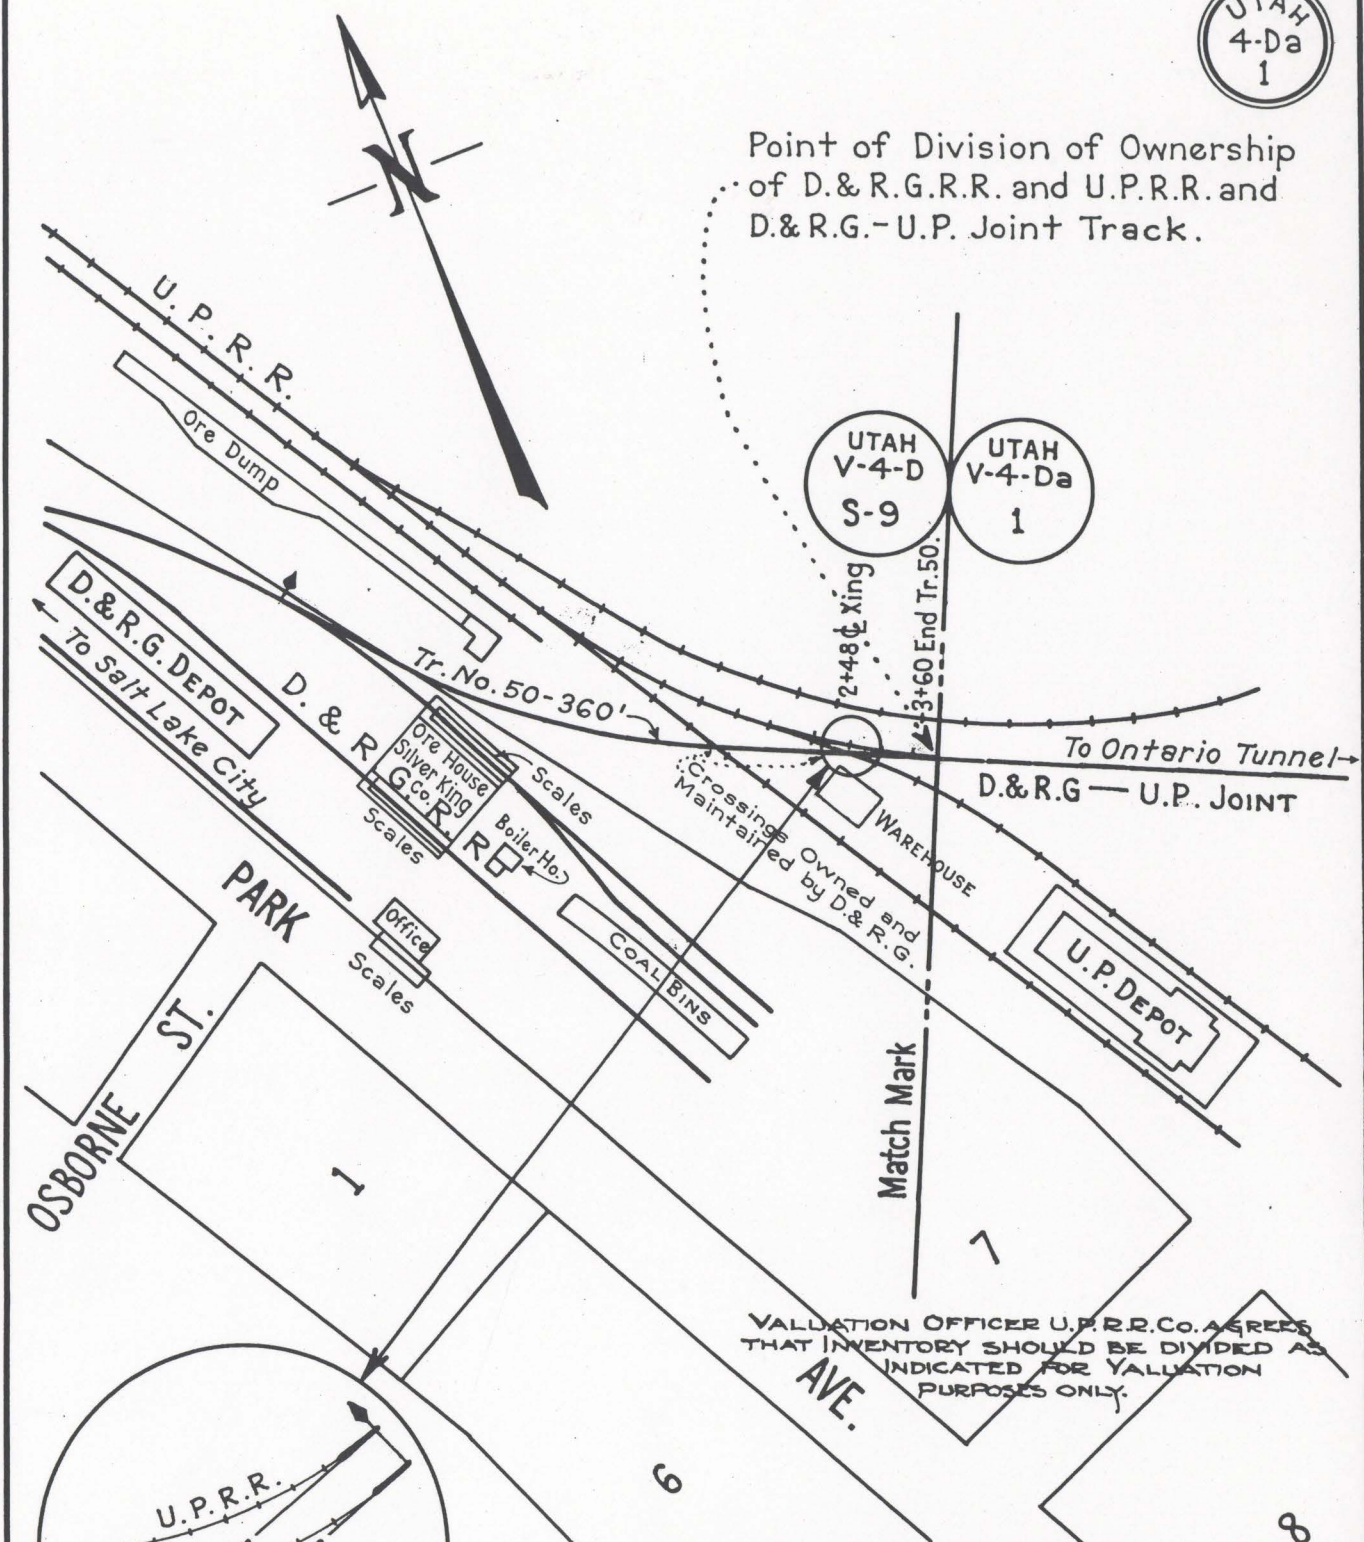 UTAH
4-Da
1
Point of Division of Ownership
of D.& R.G.R.R. and U.P.R.R. and
D.& R.G.-U.P. Joint Track.
N
U. P. R. R.
Ore Dump
UTAH
V-4-D
S-9
UTAH
V-4-Da
1
2+48 ℄ Xing
3+60 End Tr.50.
D.& R.G. DEPOT
To Salt Lake City
D. & R. G. R. R.
Tr. No. 50-360'
Ore House
Silver King
Co.
Scales
Scales
Boiler Ho.
Office
Scales
COAL BINS
Crossings Owned and
Maintained by D.& R.G.
WAREHOUSE
To Ontario Tunnel
D.& R.G — U.P. JOINT
U.P. DEPOT
PARK
AVE.
OSBORNE ST.
Match Mark
1
7
6
8
VALUATION OFFICER U.P.R.R.CO. AGREES
THAT INVENTORY SHOULD BE DIVIDED AS
INDICATED FOR VALUATION
PURPOSES ONLY.
U.P.R.R.